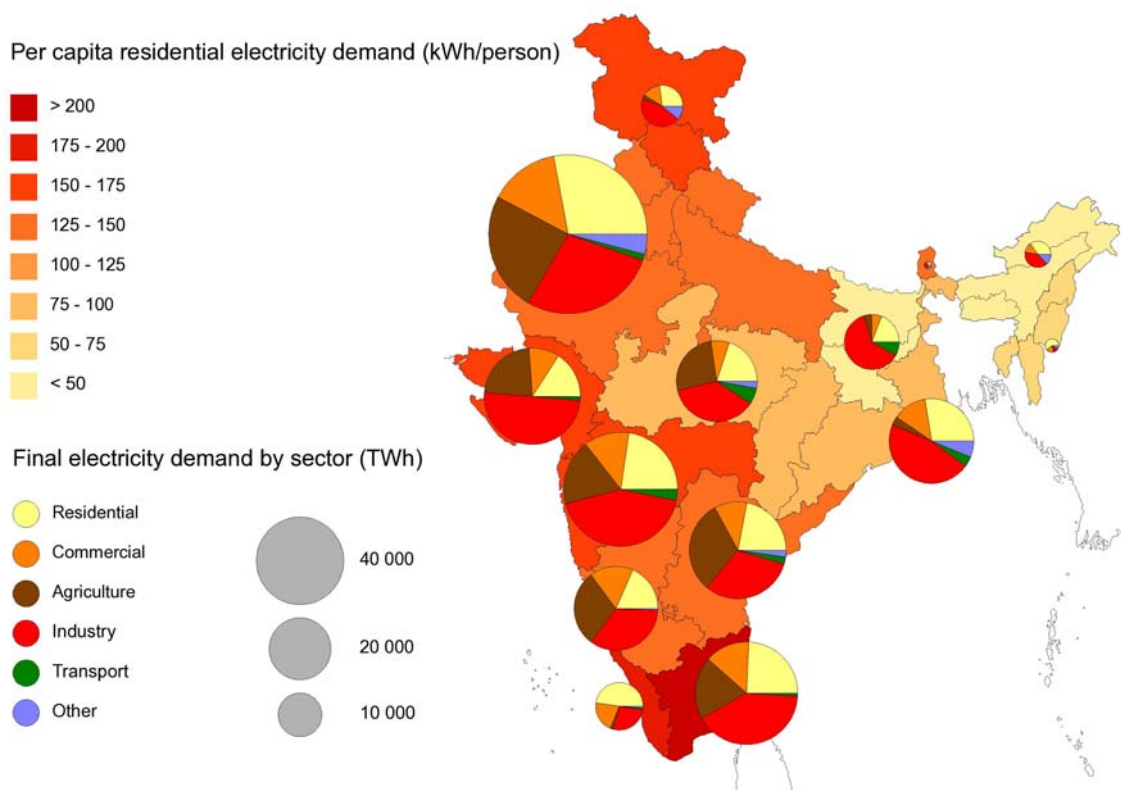 Per capita residential electricity demand (kWh/person)
> 200
175 - 200
150 - 175
125 - 150
100 - 125
75 - 100
50 - 75
< 50
Final electricity demand by sector (TWh)
Residential
Commercial
Agriculture
Industry
Transport
Other
40 000
20 000
10 000